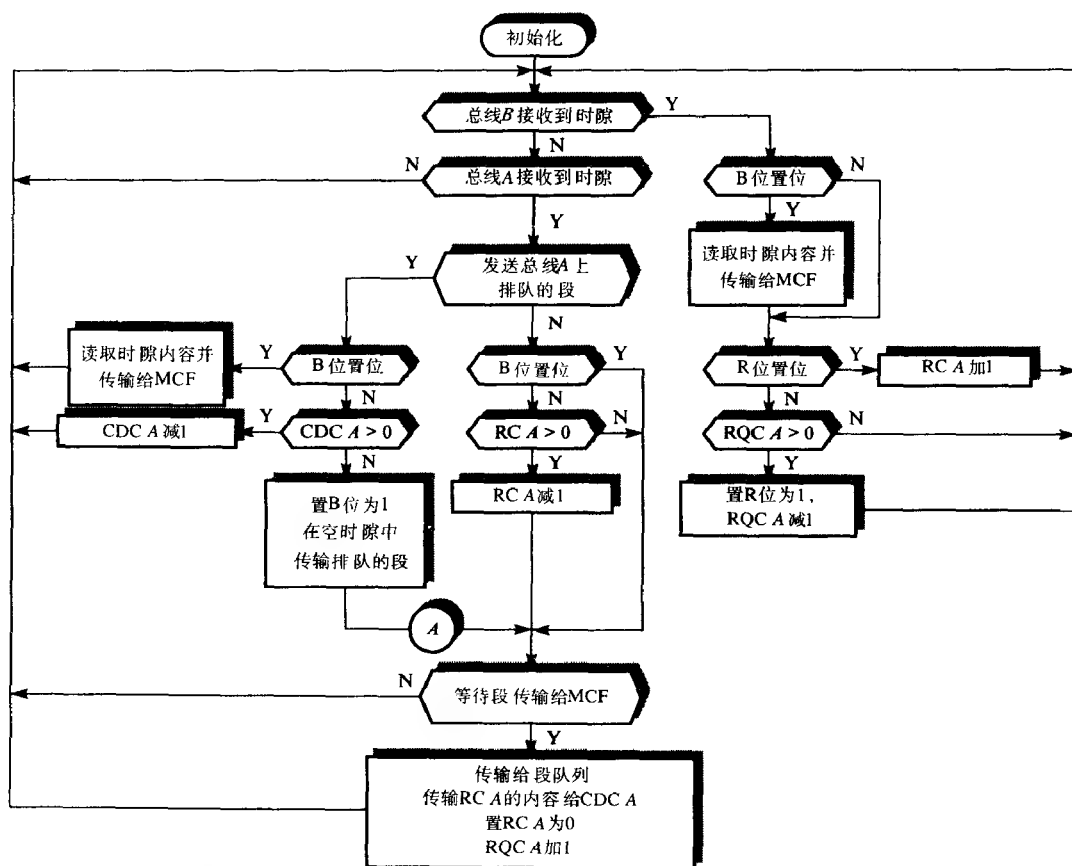 初始化
总线B接收到时隙
Y
N
总线A接收到时隙
N
Y
B位置位
N
Y
读取时隙内容并
传输给MCF
发送总线A上
排队的段
Y
N
读取时隙内容并
传输给MCF
Y
B位置位
N
B位置位
Y
N
R位置位
Y
N
RC A加1
CDC A减1
Y
CDC A > 0
N
RC A > 0
N
Y
RQC A > 0
N
Y
置B位为1
在空时隙中
传输排队的段
RC A减1
置R位为1,
RQC A减1
A
N
等待段传输给MCF
Y
传输给段队列
传输RC A的内容给CDC A
置RC A为0
RQC A加1